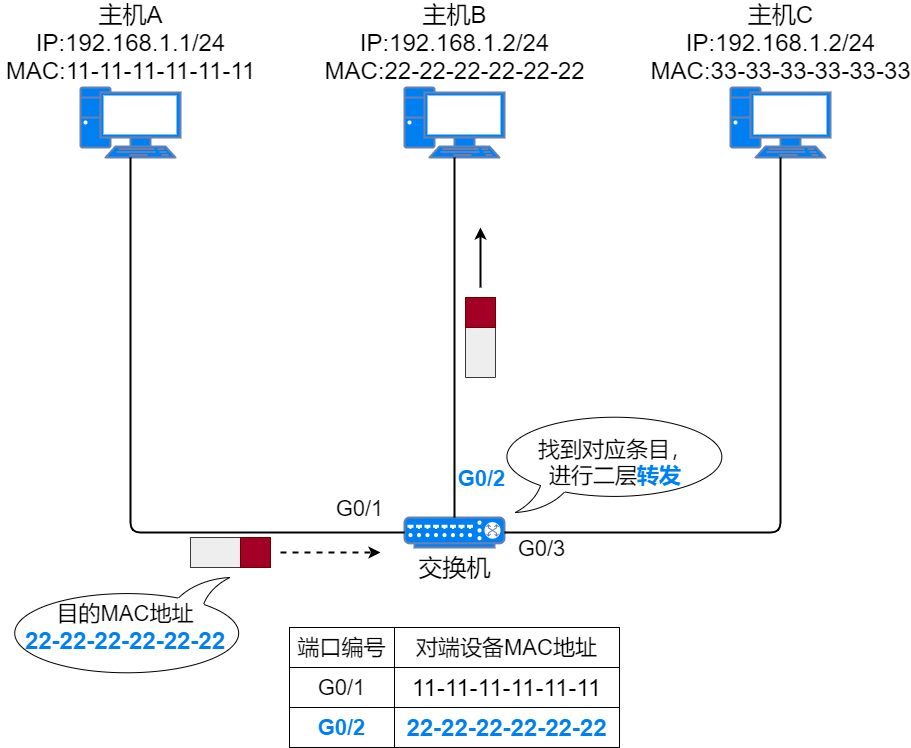 主机A
IP:192.168.1.1/24
MAC:11-11-11-11-11-11
主机B
IP:192.168.1.2/24
MAC:22-22-22-22-22-22
主机C
IP:192.168.1.2/24
MAC:33-33-33-33-33-33
找到对应条目，
进行二层转发
G0/2
G0/1
G0/3
交换机
目的MAC地址
22-22-22-22-22-22
端口编号 对端设备MAC地址
G0/1 11-11-11-11-11-11
G0/2 22-22-22-22-22-22